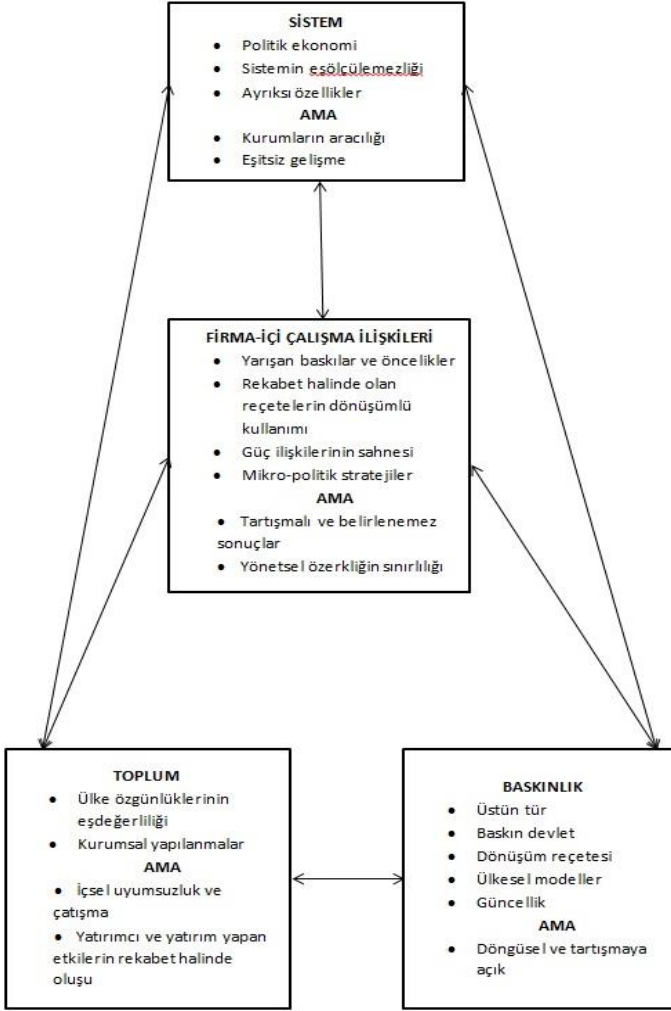 SİSTEM
• Politik ekonomi
• Sistemin eşölçülemezliği
• Ayrıksı özellikler
AMA
• Kurumların aracılığı
• Eşitsiz gelişme
FİRMA-İÇİ ÇALIŞMA İLİŞKİLERİ
• Yarışan baskılar ve öncelikler
• Rekabet halinde olan
reçetelerin dönüşümlü
kullanımı
• Güç ilişkilerinin sahnesi
• Mikro-politik stratejiler
AMA
• Tartışmalı ve belirlenemez
sonuçlar
• Yönetsel özerkliğin sınırlılığı
TOPLUM
• Ülke özgünlüklerinin
eşdeğerliliği
• Kurumsal yapılanmalar
AMA
• İçsel uyumsuzluk ve
çatışma
• Yatırımcı ve yatırım yapan
etkilerin rekabet halinde
oluşu
BASKINLIK
• Üstün tür
• Baskın devlet
• Dönüşüm reçetesi
• Ülkesel modeller
• Güncellik
AMA
• Döngüsel ve tartışmaya
açık